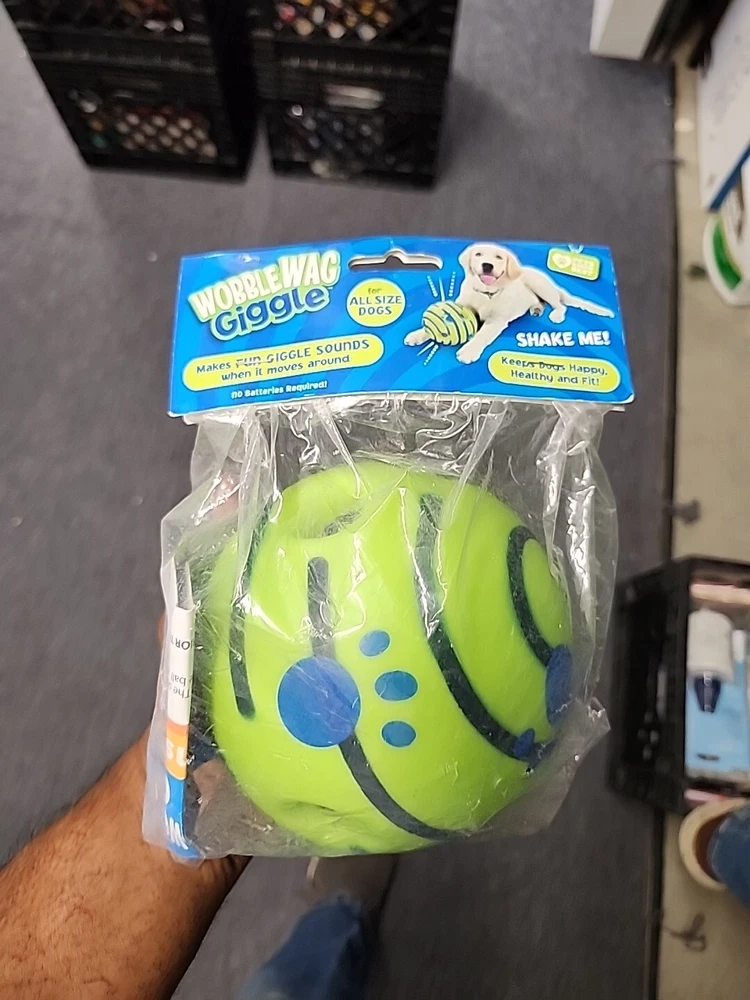 WOBBLE WAG
Giggle
for
ALL SIZE
DOGS
SHAKE ME!
Makes FUN GIGGLE SOUNDS
when it moves around
Keeps Dogs Happy,
Healthy and Fit!
No Batteries Required!